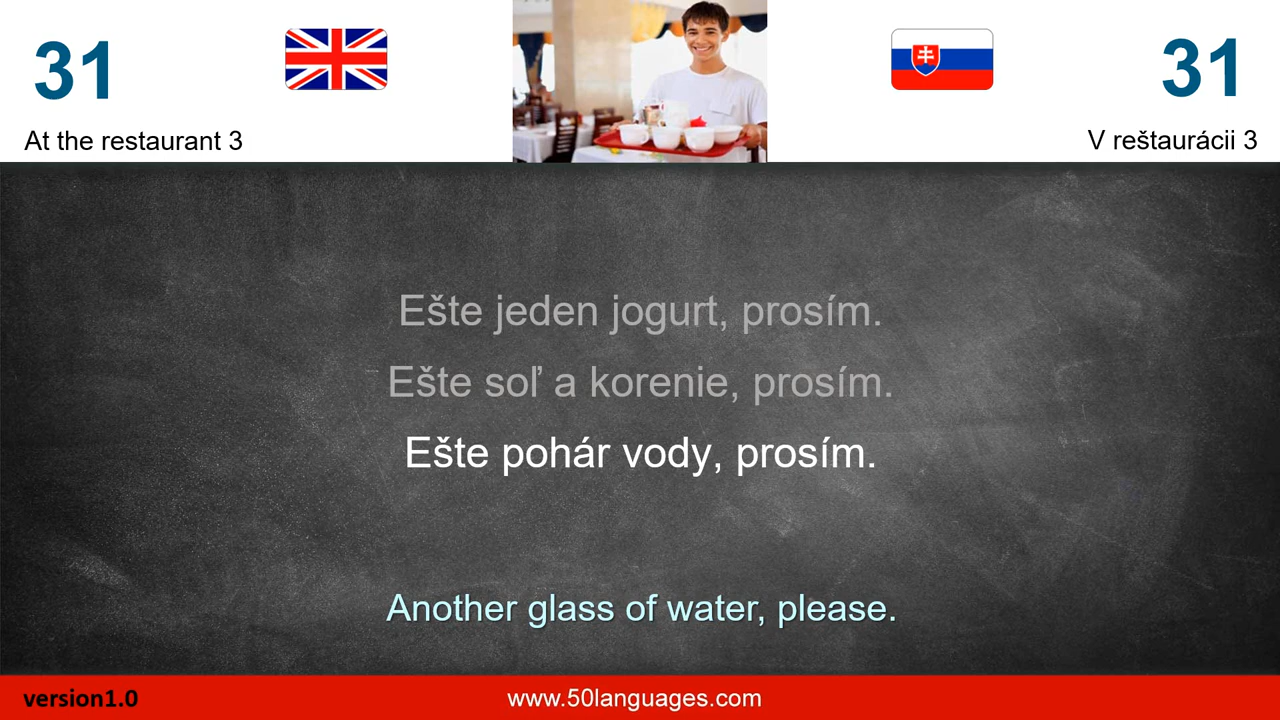 31
31
At the restaurant 3
V reštaurácii 3
Ešte jeden jogurt, prosím.
Ešte soľ a korenie, prosím.
Ešte pohár vody, prosím.
Another glass of water, please.
version1.0
www.50languages.com